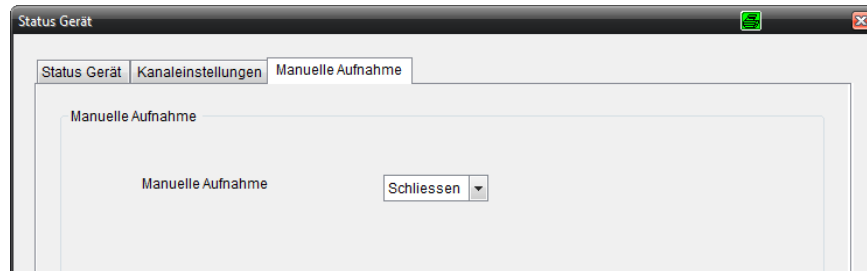 Status Gerät
Status Gerät Kanaleinstellungen Manuelle Aufnahme
Manuelle Aufnahme
Manuelle Aufnahme Schliessen